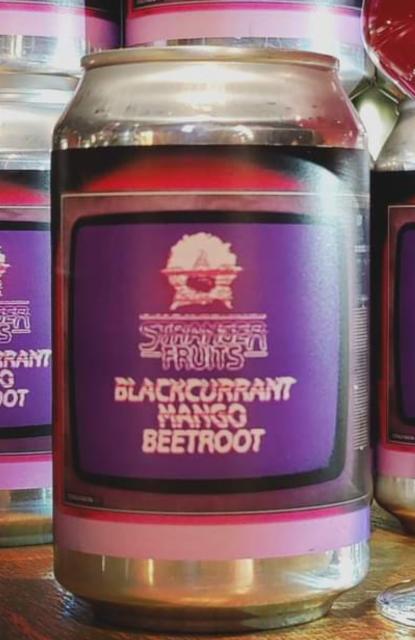 STRANGER
FRUITS
BLACKCURRANT
MANGO
BEETROOT